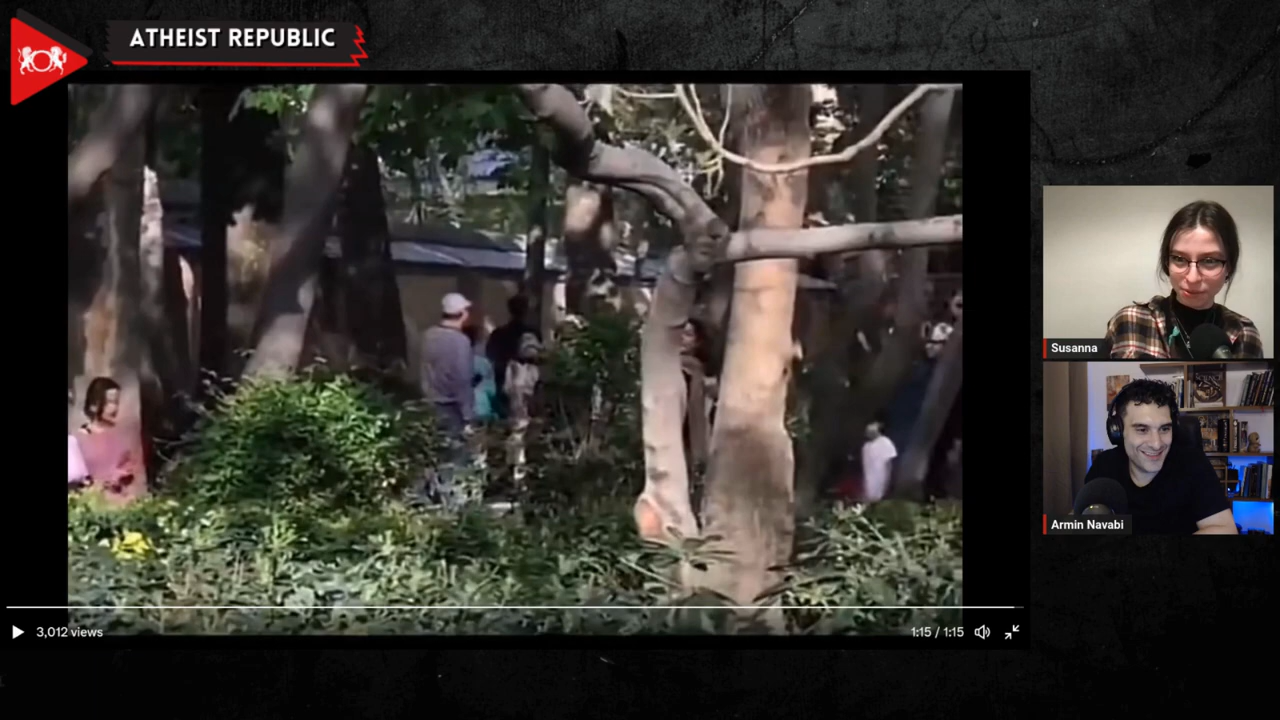 ATHEIST REPUBLIC
Susanna
Armin Navabi
3,012 views
1:15 / 1:15